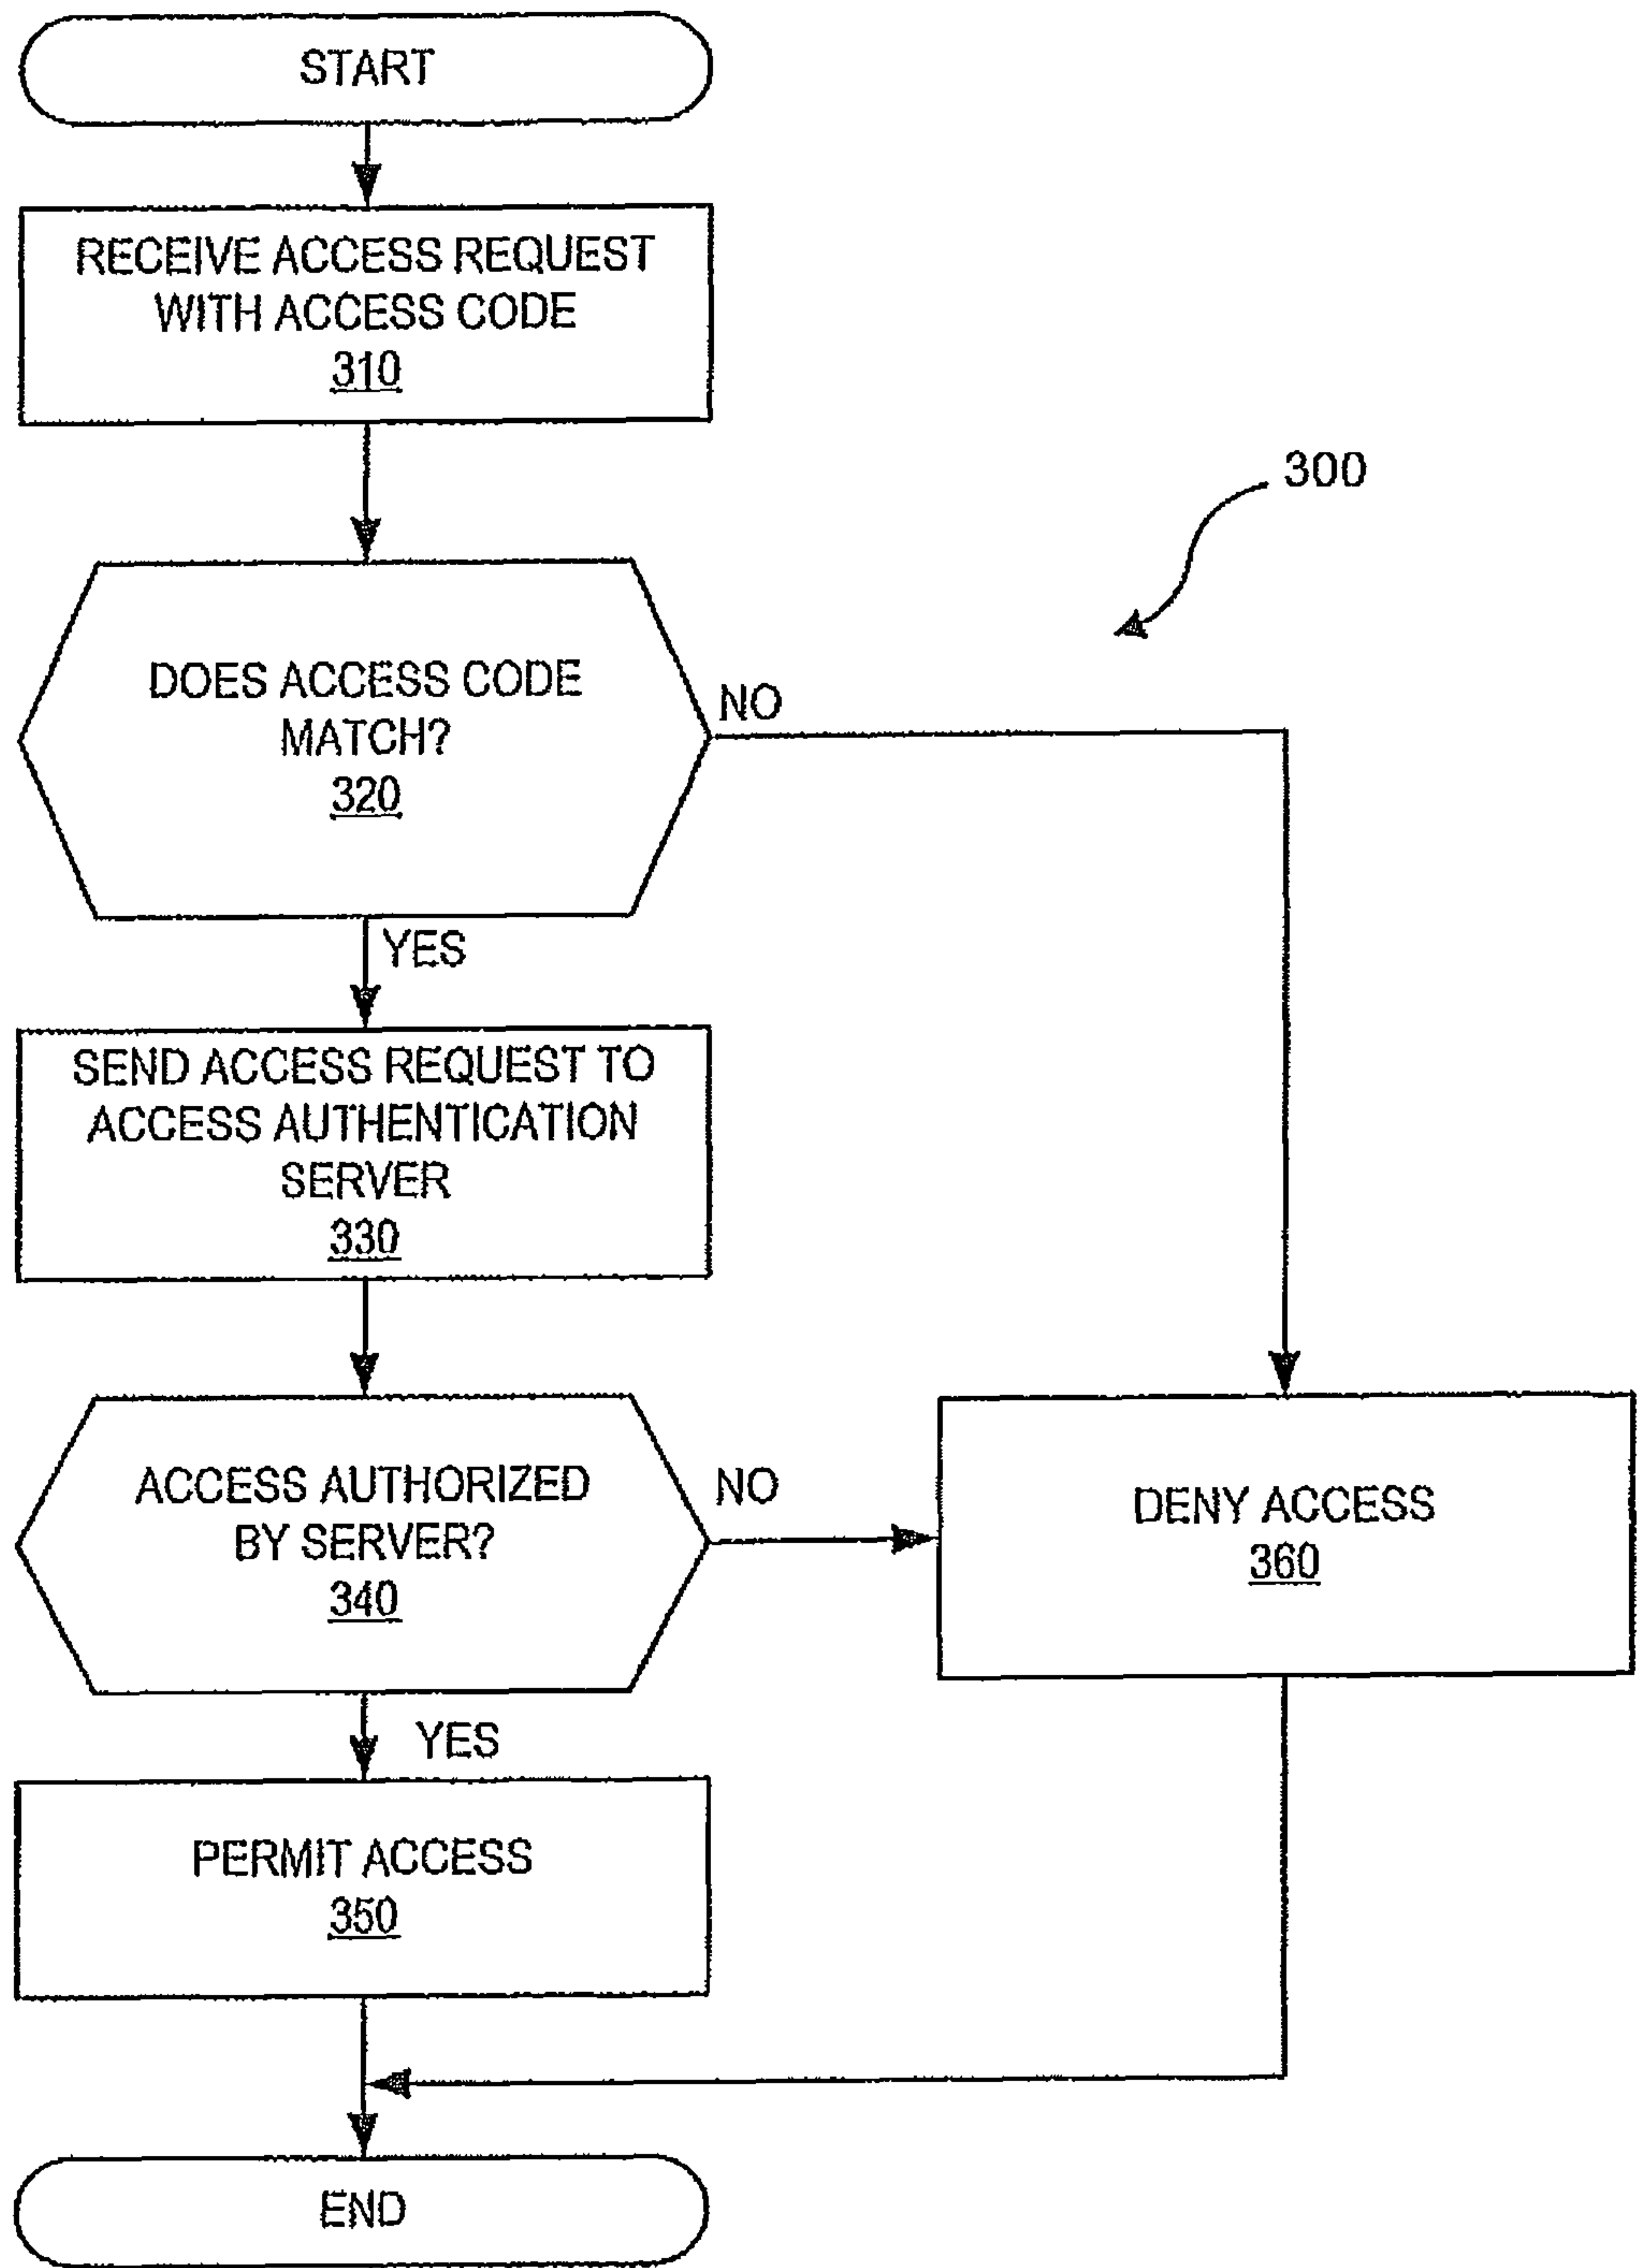 START
RECEIVE ACCESS REQUEST
WITH ACCESS CODE
310
300
DOES ACCESS CODE
MATCH?
320
NO
YES
SEND ACCESS REQUEST TO
ACCESS AUTHENTICATION
SERVER
330
ACCESS AUTHORIZED
BY SERVER?
340
NO
DENY ACCESS
360
YES
PERMIT ACCESS
350
END